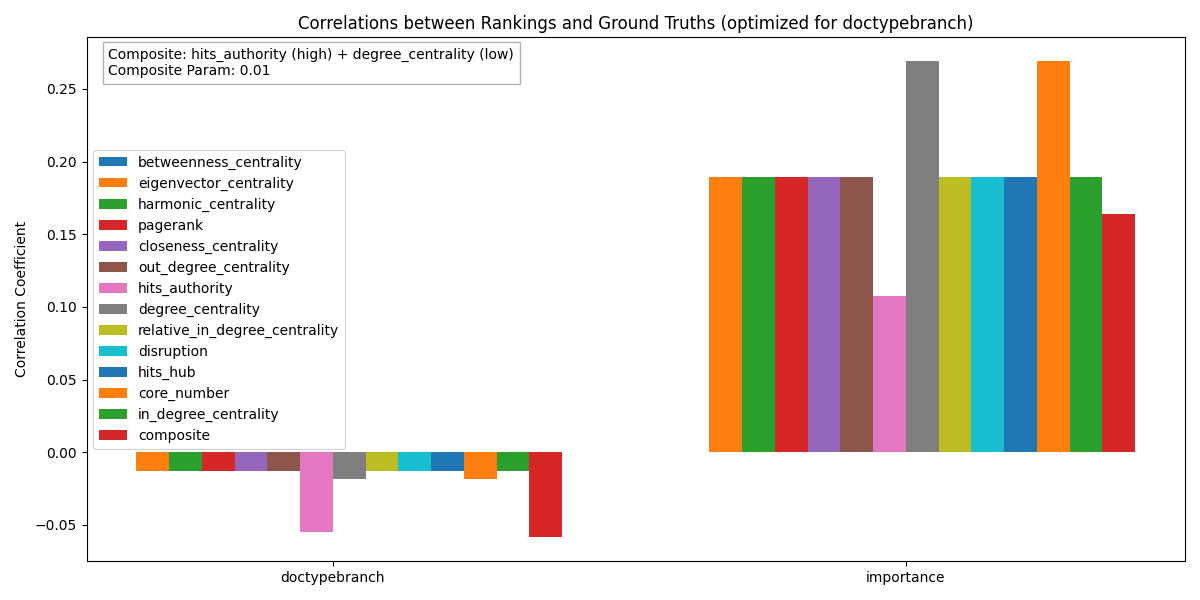 Correlations between Rankings and Ground Truths (optimized for doctypebranch)
Composite: hits_authority (high) + degree_centrality (low)
Composite Param: 0.01
Correlation Coefficient
0.25
0.20
0.15
0.10
0.05
0.00
−0.05
betweenness_centrality
eigenvector_centrality
harmonic_centrality
pagerank
closeness_centrality
out_degree_centrality
hits_authority
degree_centrality
relative_in_degree_centrality
disruption
hits_hub
core_number
in_degree_centrality
composite
doctypebranch
importance